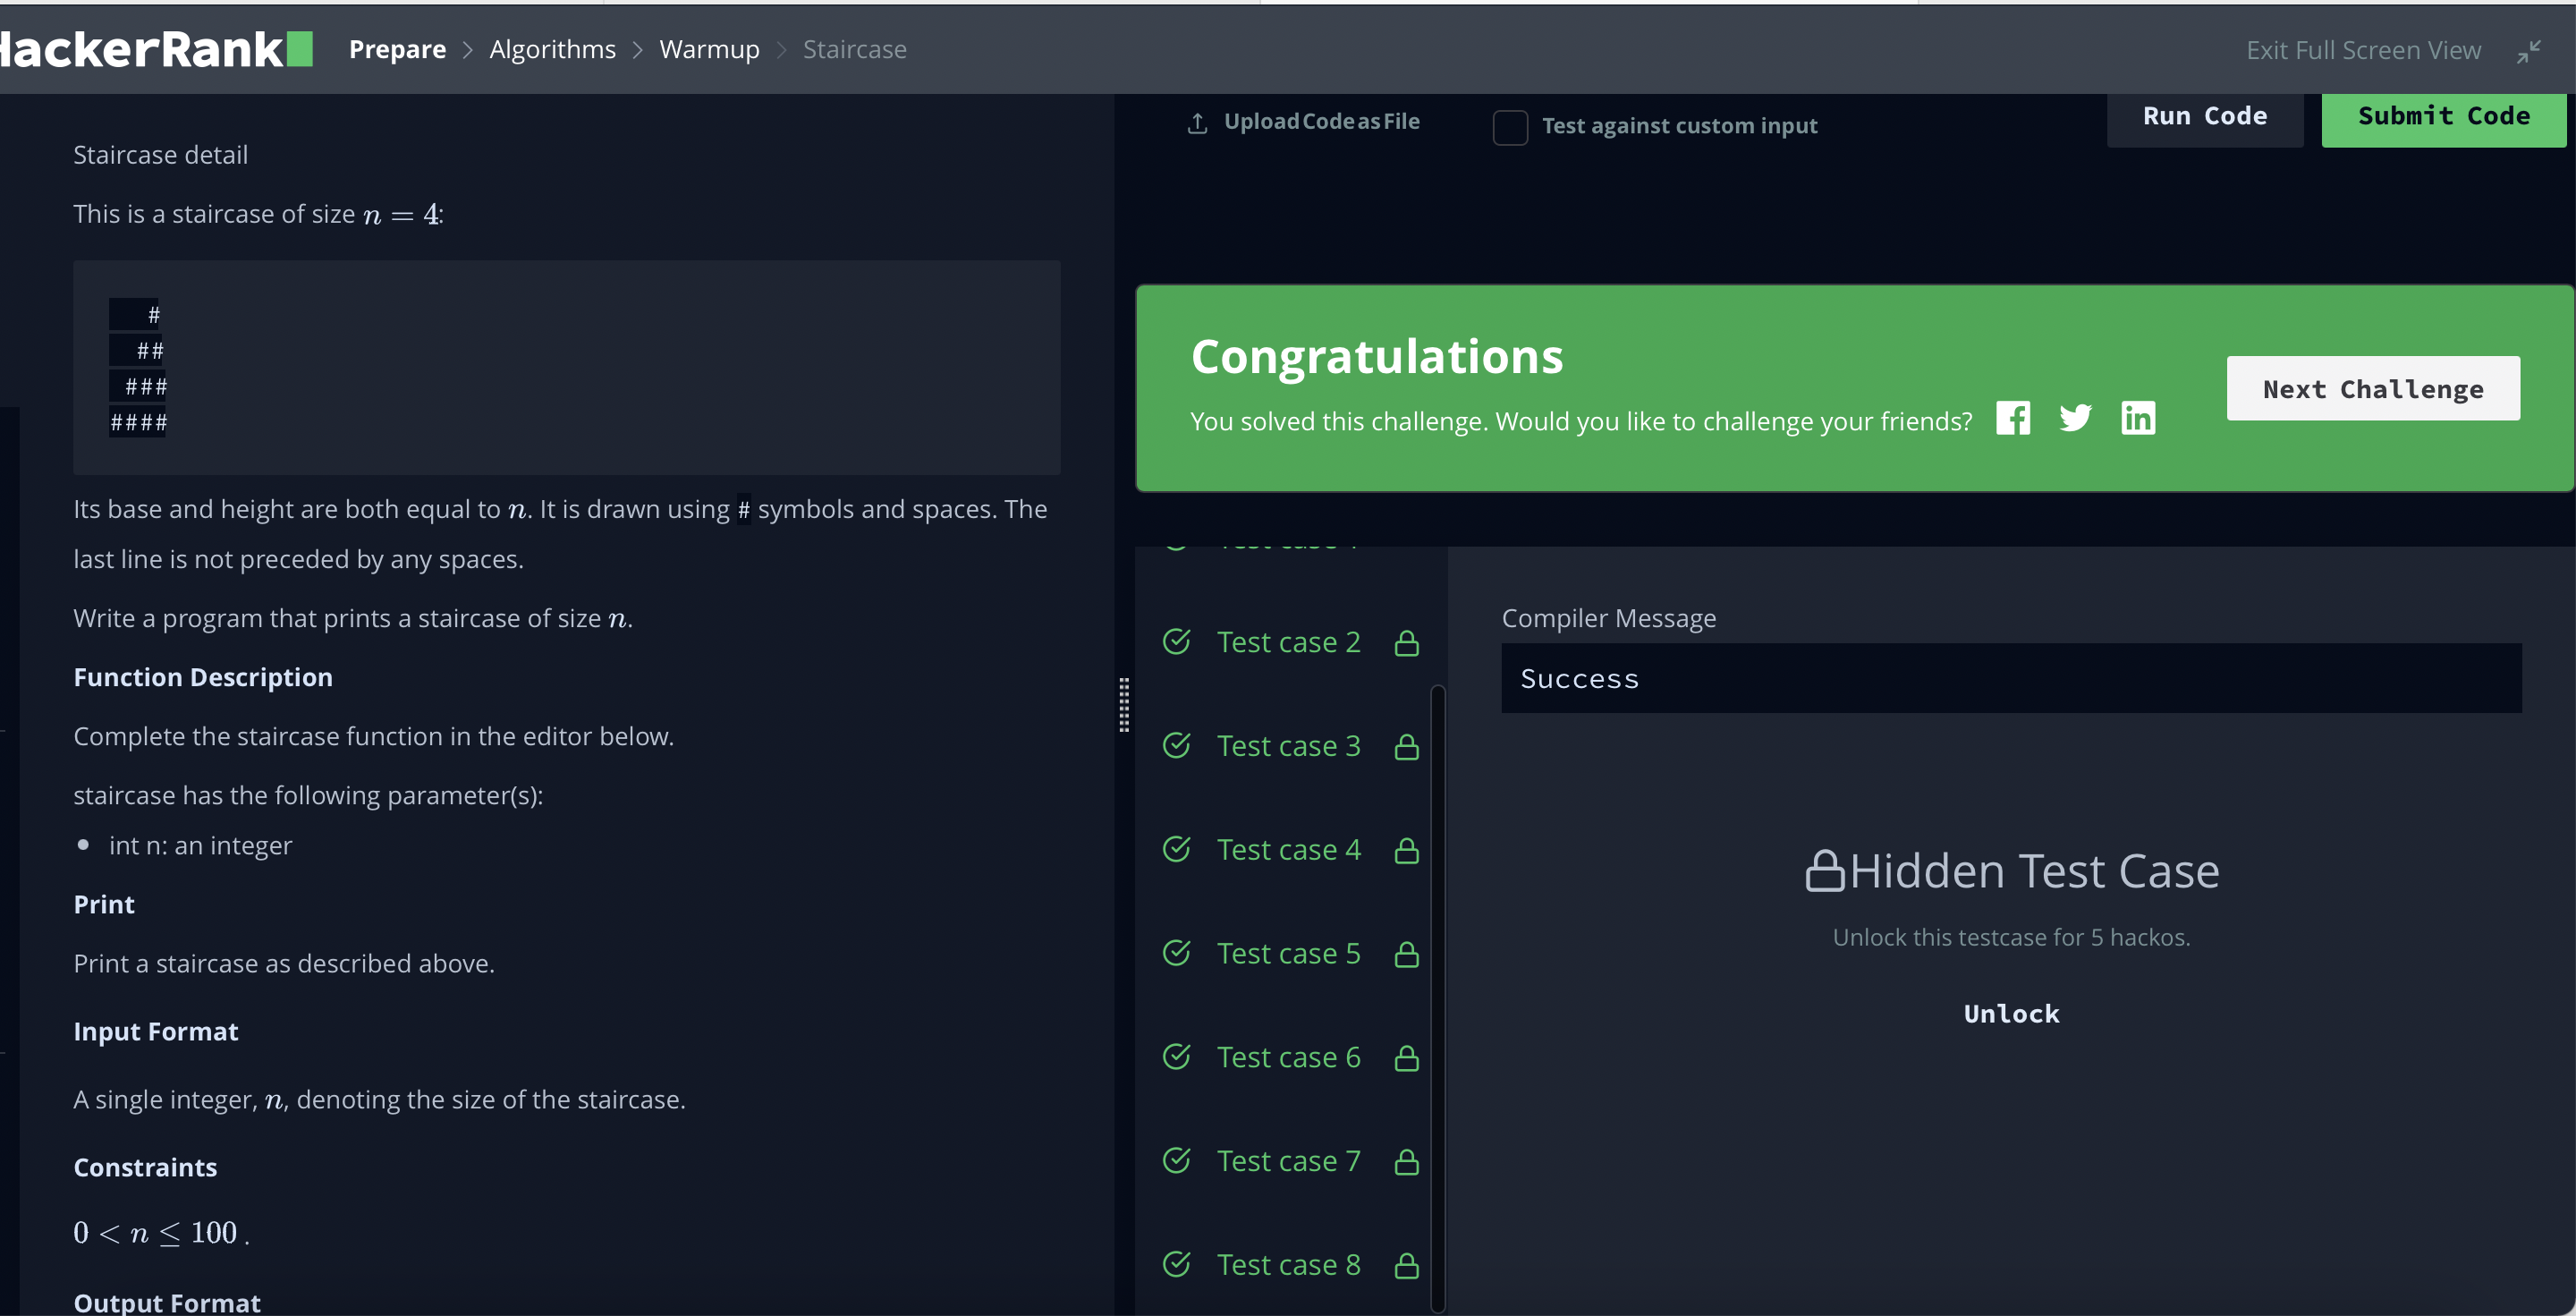 HackerRank
Prepare > Algorithms > Warmup > Staircase
Exit Full Screen View
Staircase detail
This is a staircase of size n = 4:
   #
  ##
 ###
####
Its base and height are both equal to n. It is drawn using # symbols and spaces. The
last line is not preceded by any spaces.
Write a program that prints a staircase of size n.
Function Description
Complete the staircase function in the editor below.
staircase has the following parameter(s):
• int n: an integer
Print
Print a staircase as described above.
Input Format
A single integer, n, denoting the size of the staircase.
Constraints
0 < n ≤ 100 .
Output Format
Upload Code as File
Test against custom input
Run Code
Submit Code
Congratulations
You solved this challenge. Would you like to challenge your friends?
Next Challenge
Test case 2
Test case 3
Test case 4
Test case 5
Test case 6
Test case 7
Test case 8
Compiler Message
Success
Hidden Test Case
Unlock this testcase for 5 hackos.
Unlock